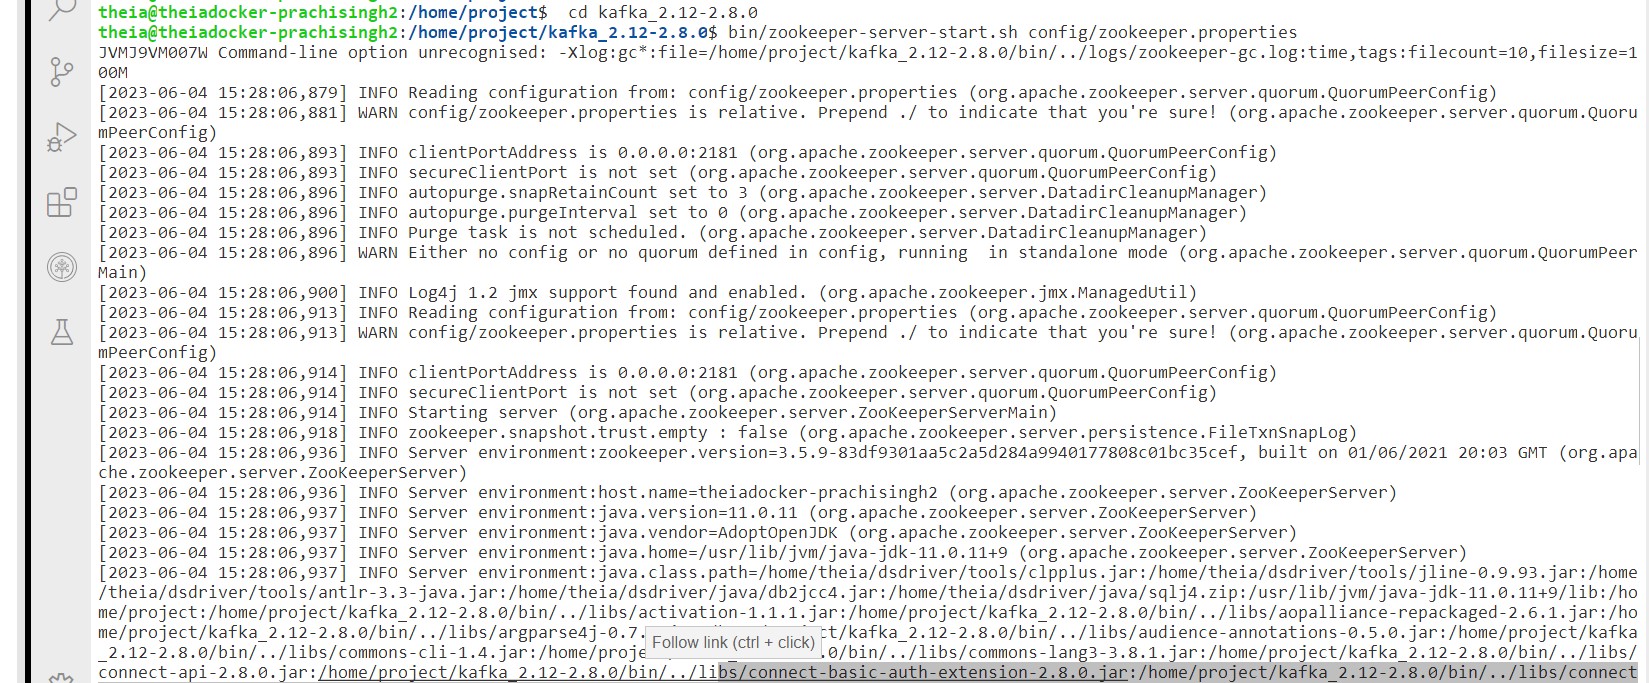 theia@theiadocker-prachisingh2:/home/project$  cd kafka_2.12-2.8.0
theia@theiadocker-prachisingh2:/home/project/kafka_2.12-2.8.0$ bin/zookeeper-server-start.sh config/zookeeper.properties
JVMJ9VM007W Command-line option unrecognised: -Xlog:gc*:file=/home/project/kafka_2.12-2.8.0/bin/../logs/zookeeper-gc.log:time,tags:filecount=10,filesize=1
00M
[2023-06-04 15:28:06,879] INFO Reading configuration from: config/zookeeper.properties (org.apache.zookeeper.server.quorum.QuorumPeerConfig)
[2023-06-04 15:28:06,881] WARN config/zookeeper.properties is relative. Prepend ./ to indicate that you're sure! (org.apache.zookeeper.server.quorum.Quoru
mPeerConfig)
[2023-06-04 15:28:06,893] INFO clientPortAddress is 0.0.0.0:2181 (org.apache.zookeeper.server.quorum.QuorumPeerConfig)
[2023-06-04 15:28:06,893] INFO secureClientPort is not set (org.apache.zookeeper.server.quorum.QuorumPeerConfig)
[2023-06-04 15:28:06,896] INFO autopurge.snapRetainCount set to 3 (org.apache.zookeeper.server.DatadirCleanupManager)
[2023-06-04 15:28:06,896] INFO autopurge.purgeInterval set to 0 (org.apache.zookeeper.server.DatadirCleanupManager)
[2023-06-04 15:28:06,896] INFO Purge task is not scheduled. (org.apache.zookeeper.server.DatadirCleanupManager)
[2023-06-04 15:28:06,896] WARN Either no config or no quorum defined in config, running  in standalone mode (org.apache.zookeeper.server.quorum.QuorumPeer
Main)
[2023-06-04 15:28:06,900] INFO Log4j 1.2 jmx support found and enabled. (org.apache.zookeeper.jmx.ManagedUtil)
[2023-06-04 15:28:06,913] INFO Reading configuration from: config/zookeeper.properties (org.apache.zookeeper.server.quorum.QuorumPeerConfig)
[2023-06-04 15:28:06,913] WARN config/zookeeper.properties is relative. Prepend ./ to indicate that you're sure! (org.apache.zookeeper.server.quorum.Quoru
mPeerConfig)
[2023-06-04 15:28:06,914] INFO clientPortAddress is 0.0.0.0:2181 (org.apache.zookeeper.server.quorum.QuorumPeerConfig)
[2023-06-04 15:28:06,914] INFO secureClientPort is not set (org.apache.zookeeper.server.quorum.QuorumPeerConfig)
[2023-06-04 15:28:06,914] INFO Starting server (org.apache.zookeeper.server.ZooKeeperServerMain)
[2023-06-04 15:28:06,918] INFO zookeeper.snapshot.trust.empty : false (org.apache.zookeeper.server.persistence.FileTxnSnapLog)
[2023-06-04 15:28:06,936] INFO Server environment:zookeeper.version=3.5.9-83df9301aa5c2a5d284a9940177808c01bc35cef, built on 01/06/2021 20:03 GMT (org.apa
che.zookeeper.server.ZooKeeperServer)
[2023-06-04 15:28:06,936] INFO Server environment:host.name=theiadocker-prachisingh2 (org.apache.zookeeper.server.ZooKeeperServer)
[2023-06-04 15:28:06,937] INFO Server environment:java.version=11.0.11 (org.apache.zookeeper.server.ZooKeeperServer)
[2023-06-04 15:28:06,937] INFO Server environment:java.vendor=AdoptOpenJDK (org.apache.zookeeper.server.ZooKeeperServer)
[2023-06-04 15:28:06,937] INFO Server environment:java.home=/usr/lib/jvm/java-jdk-11.0.11+9 (org.apache.zookeeper.server.ZooKeeperServer)
[2023-06-04 15:28:06,937] INFO Server environment:java.class.path=/home/theia/dsdriver/tools/clpplus.jar:/home/theia/dsdriver/tools/jline-0.9.93.jar:/home
/theia/dsdriver/tools/antlr-3.3-java.jar:/home/theia/dsdriver/java/db2jcc4.jar:/home/theia/dsdriver/java/sqlj4.zip:/usr/lib/jvm/java-jdk-11.0.11+9/lib:/ho
me/project:/home/project/kafka_2.12-2.8.0/bin/../libs/activation-1.1.1.jar:/home/project/kafka_2.12-2.8.0/bin/../libs/aopalliance-repackaged-2.6.1.jar:/ho
me/project/kafka_2.12-2.8.0/bin/../libs/argparse4j-0.7. ct/kafka_2.12-2.8.0/bin/../libs/audience-annotations-0.5.0.jar:/home/project/kafka
Follow link (ctrl + click)
_2.12-2.8.0/bin/../libs/commons-cli-1.4.jar:/home/proje .0/bin/../libs/commons-lang3-3.8.1.jar:/home/project/kafka_2.12-2.8.0/bin/../libs/
connect-api-2.8.0.jar:/home/project/kafka_2.12-2.8.0/bin/../libs/connect-basic-auth-extension-2.8.0.jar:/home/project/kafka_2.12-2.8.0/bin/../libs/connect